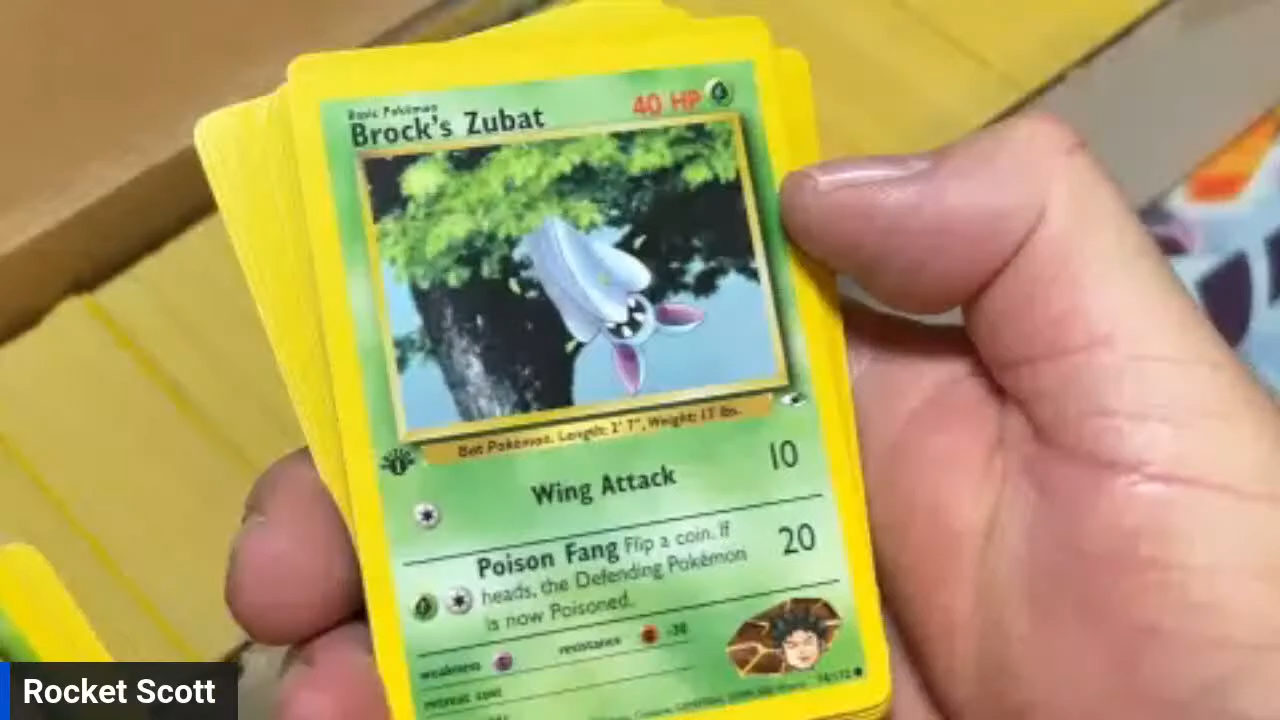 Basic Pokémon
Brock's Zubat
40 HP
Bat Pokémon. Length: 2' 7", Weight: 17 lbs.
Wing Attack
10
Poison Fang Flip a coin. If
heads, the Defending Pokémon
is now Poisoned.
20
weakness
resistance
-30
retreat cost
Rocket Scott